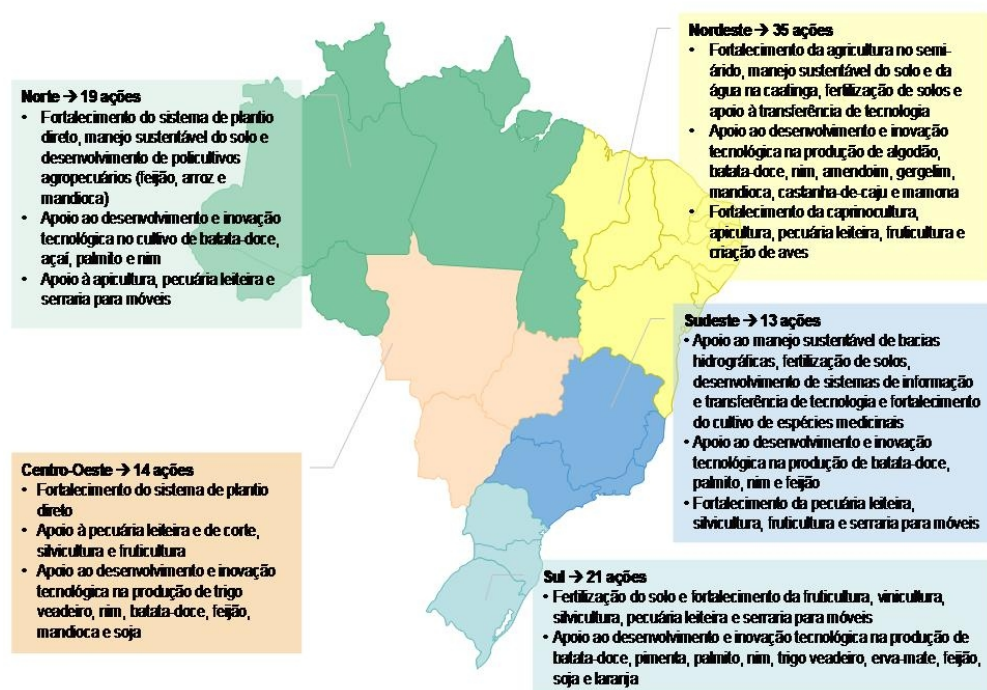 Norte → 19 ações
• Fortalecimento do sistema de plantio
direto, manejo sustentável do solo e
desenvolvimento de policultivos
agropecuários (feijão, arroz e
mandioca)
• Apoio ao desenvolvimento e inovação
tecnológica no cultivo de batata-doce,
açaí, palmito e nim
• Apoio à apicultura, pecuária leiteira e
serraria para móveis
Nordeste → 35 ações
• Fortalecimento da agricultura no semi-
árido, manejo sustentável do solo e da
água na caatinga, fertilização de solos e
apoio à transferência de tecnologia
• Apoio ao desenvolvimento e inovação
tecnológica na produção de algodão,
batata-doce, nim, amendoim, gergelim,
mandioca, castanha-de-caju e mamona
• Fortalecimento da caprinocultura,
apicultura, pecuária leiteira, fruticultura e
criação de aves
Sudeste → 13 ações
• Apoio ao manejo sustentável de bacias
hidrográficas, fertilização de solos,
desenvolvimento de sistemas de informação
e transferência de tecnologia e fortalecimento
do cultivo de espécies medicinais
• Apoio ao desenvolvimento e inovação
tecnológica na produção de batata-doce,
palmito, nim e feijão
• Fortalecimento da pecuária leiteira,
silvicultura, fruticultura e serraria para móveis
Centro-Oeste → 14 ações
• Fortalecimento do sistema de plantio
direto
• Apoio à pecuária leiteira e de corte,
silvicultura e fruticultura
• Apoio ao desenvolvimento e inovação
tecnológica na produção de trigo
veadeiro, nim, batata-doce, feijão,
mandioca e soja
Sul → 21 ações
• Fertilização do solo e fortalecimento da fruticultura, vinicultura,
silvicultura, pecuária leiteira e serraria para móveis
• Apoio ao desenvolvimento e inovação tecnológica na produção de
batata-doce, pimenta, palmito, nim, trigo veadeiro, erva-mate, feijão,
soja e laranja